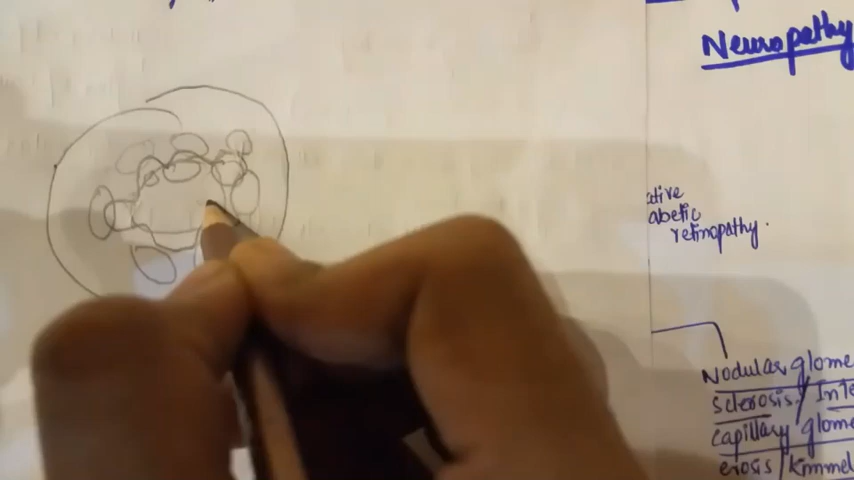 Neuropathy
ative
abetic
retinopathy.
Nodular glome
sclerosis / Inte
capillary glome
erosis / Kimmel